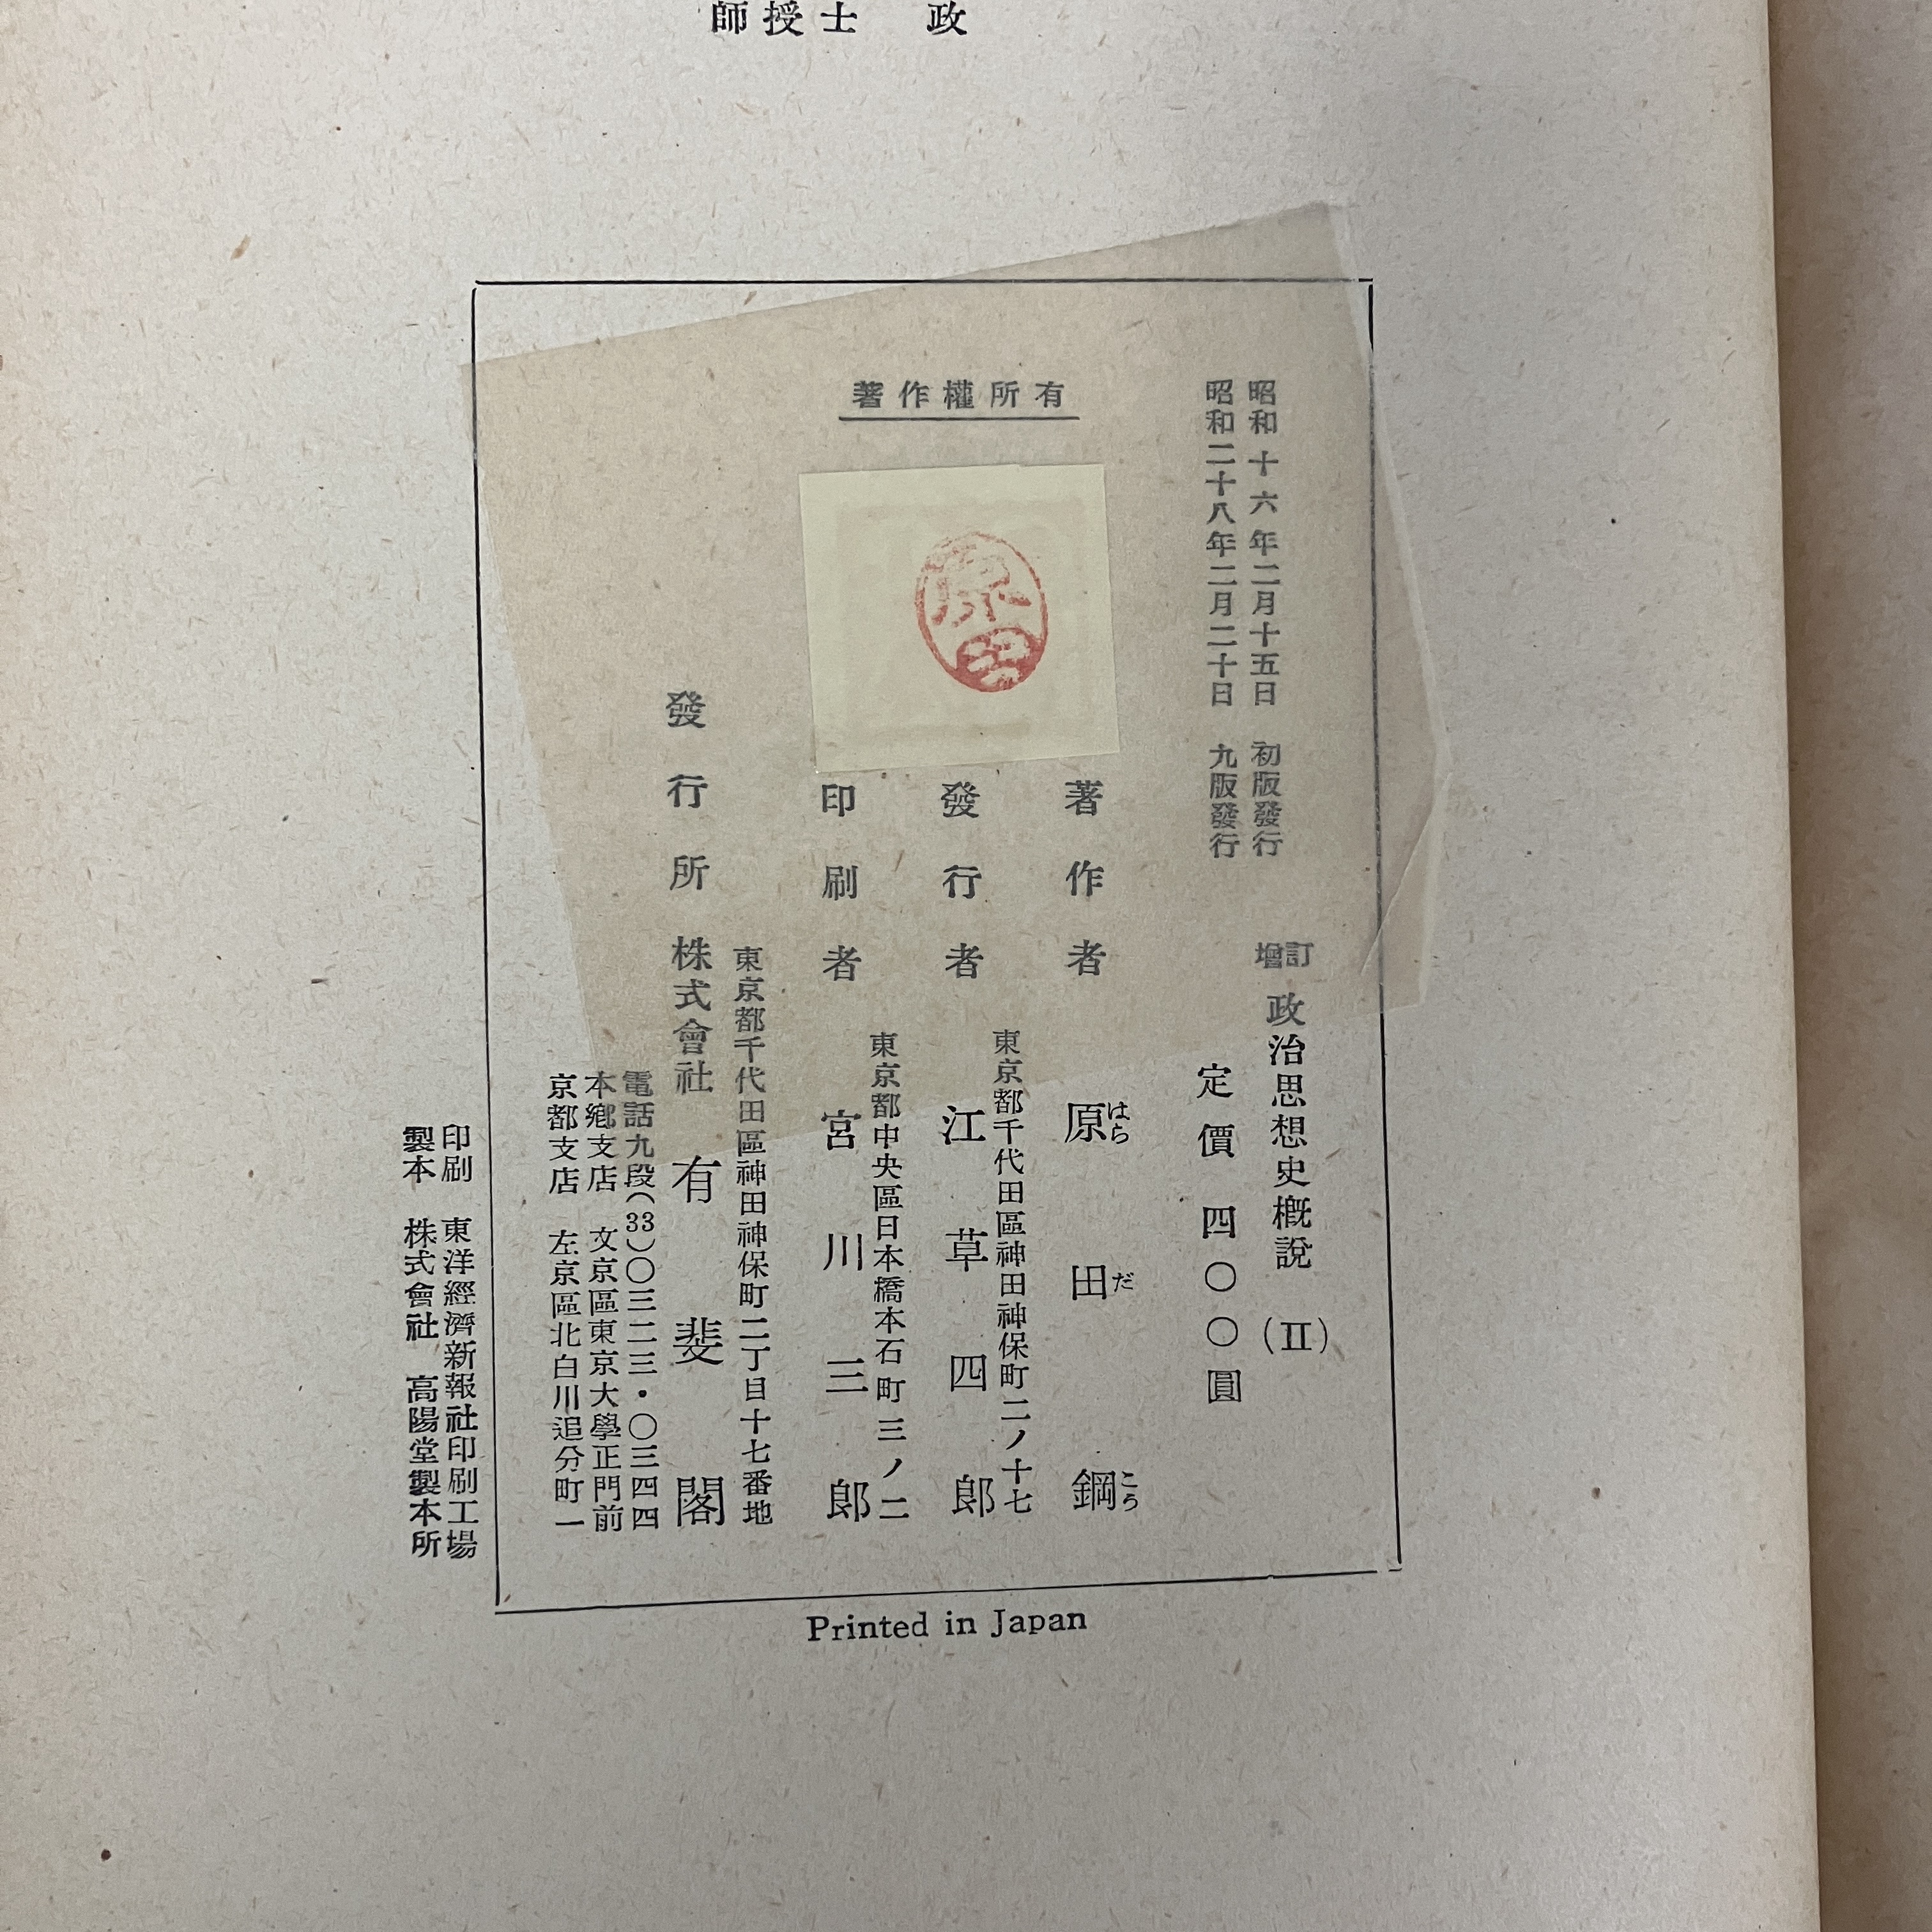 師授士　政
有所權作著
昭和十六年二月十五日　初版發行
昭和二十八年二月二十日　九版發行
增訂　政治思想史概說（II）
定價　四〇〇圓
著作者　原田鋼
はらだこう
東京都千代田區神田神保町二ノ十七
發行者　江草四郎
東京都中央區日本橋本石町三ノ二
印刷者　宮川三郎
東京都千代田區神田神保町二丁目十七番地
發行所　株式會社　有斐閣
電話九段（33）〇三二三・〇三四四
本鄕支店　文京區東京大學正門前
京都支店　左京區北白川追分町一
印刷　東洋經濟新報社印刷工場
製本　株式會社　高陽堂製本所
Printed in Japan